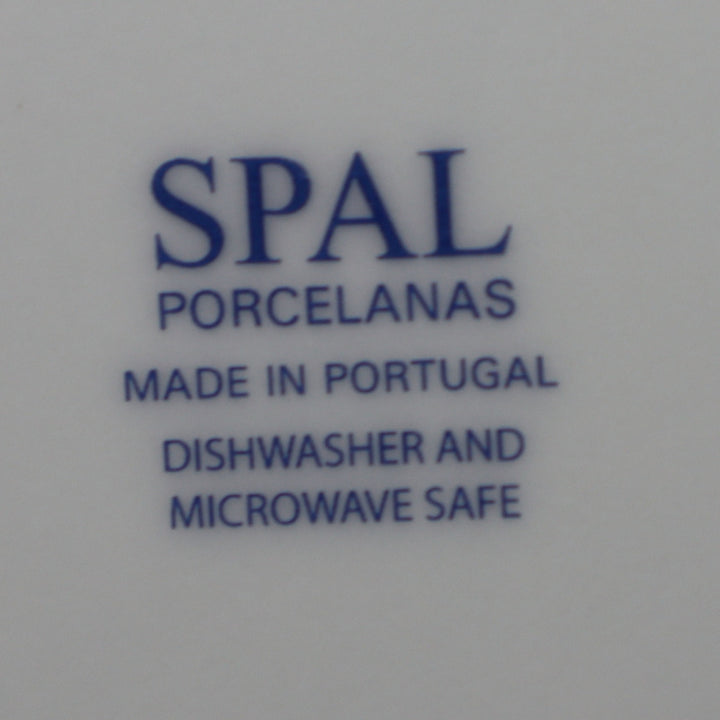 SPAL
PORCELANAS
MADE IN PORTUGAL
DISHWASHER AND
MICROWAVE SAFE